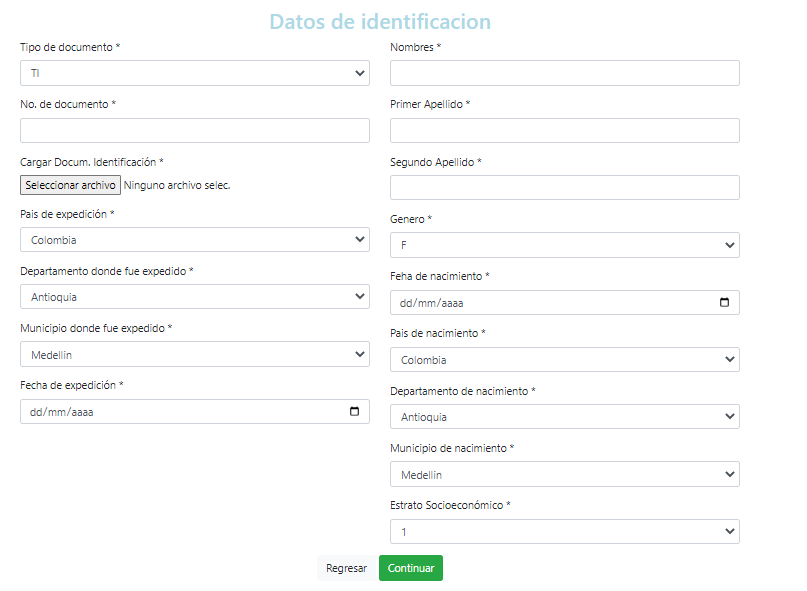 Datos de identificacion
Tipo de documento *
TI
No. de documento *
Cargar Docum. Identificación *
Seleccionar archivo Ninguno archivo selec.
Pais de expedición *
Colombia
Departamento donde fue expedido *
Antioquia
Municipio donde fue expedido *
Medellin
Fecha de expedición *
dd/mm/aaaa
Nombres *
Primer Apellido *
Segundo Apellido *
Genero *
F
Feha de nacimiento *
dd/mm/aaaa
Pais de nacimiento *
Colombia
Departamento de nacimiento *
Antioquia
Municipio de nacimiento *
Medellin
Estrato Socioeconómico *
1
Regresar Continuar